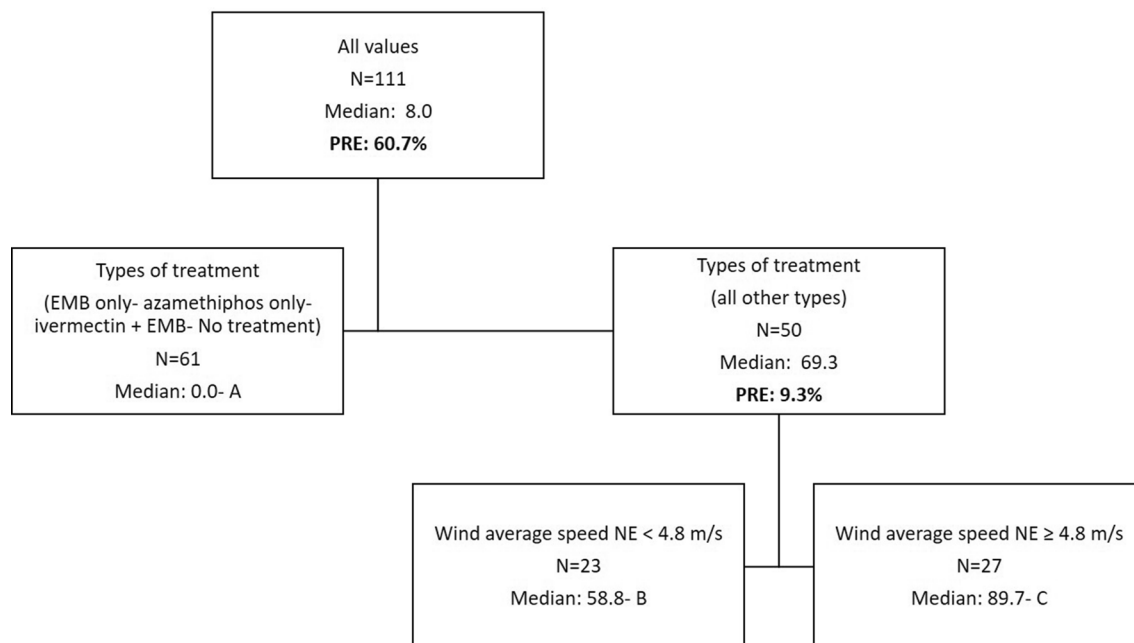 All values
N=111
Median: 8.0
PRE: 60.7%
Types of treatment
(EMB only- azamethiphos only-
ivermectin + EMB- No treatment)
N=61
Median: 0.0- A
Types of treatment
(all other types)
N=50
Median: 69.3
PRE: 9.3%
Wind average speed NE < 4.8 m/s
N=23
Median: 58.8- B
Wind average speed NE ≥ 4.8 m/s
N=27
Median: 89.7- C